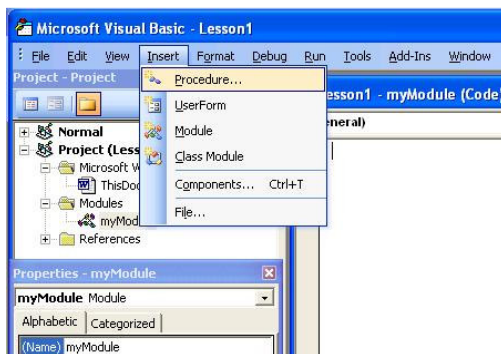 Microsoft Visual Basic - Lesson1
File Edit View Insert Format Debug Run Tools Add-Ins Window
Project - Project
Procedure...
UserForm
Module
Class Module
Components... Ctrl+T
File...
esson1 - myModule (Code)
neral)
Normal
Project (Less
Microsoft W
ThisDoc
Modules
myMod
References
Properties - myModule
myModule Module
Alphabetic Categorized
(Name) myModule